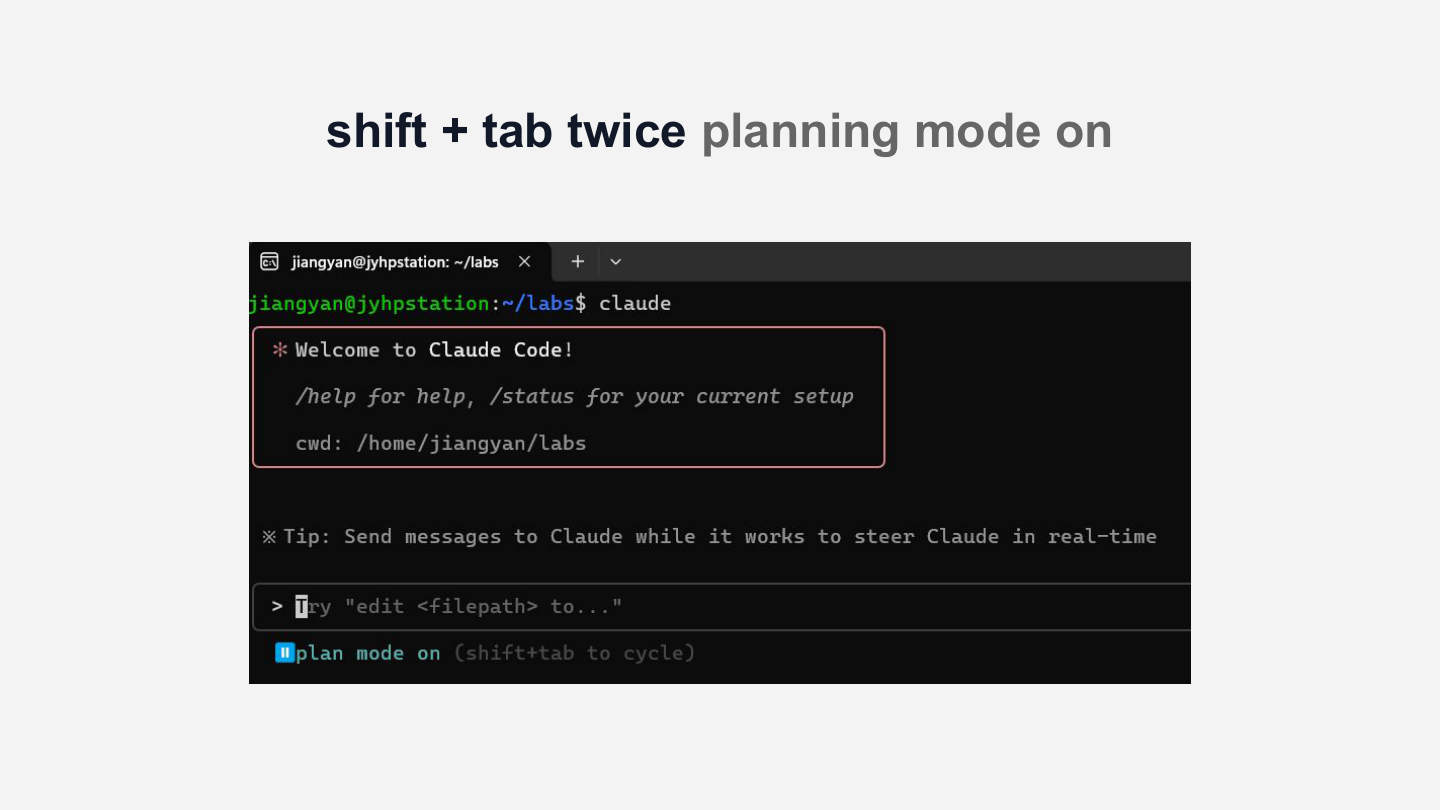 shift + tab twice planning mode on
jiangyan@jyhpstation: ~/labs
jiangyan@jyhpstation:~/labs$ claude
✻ Welcome to Claude Code!
/help for help, /status for your current setup
cwd: /home/jiangyan/labs
※ Tip: Send messages to Claude while it works to steer Claude in real-time
> Try "edit <filepath> to..."
⏸ plan mode on (shift+tab to cycle)